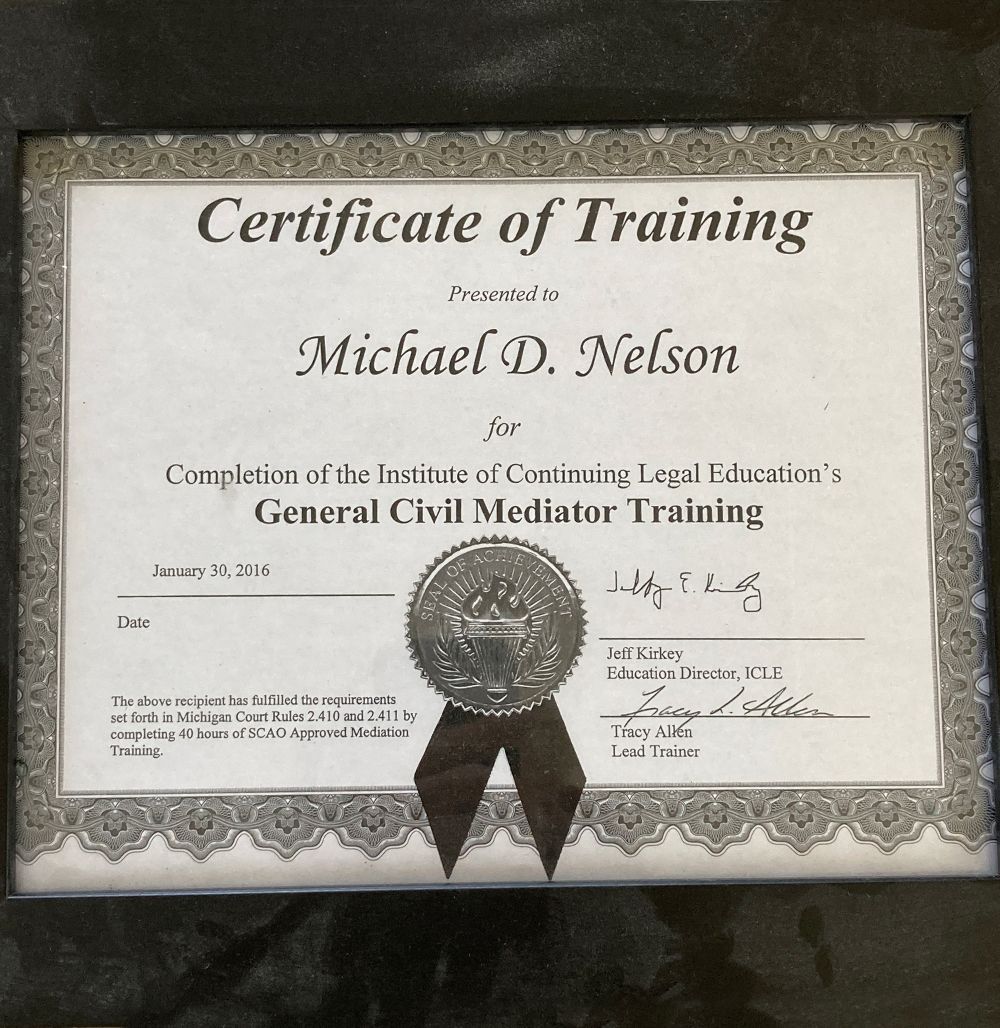 Certificate of Training
Presented to
Michael D. Nelson
for
Completion of the Institute of Continuing Legal Education's
General Civil Mediator Training
January 30, 2016
Date
SEAL OF ACHIEVEMENT
Jeff Kirkey
Education Director, ICLE
Tracy L. Allen
Tracy Allen
Lead Trainer
The above recipient has fulfilled the requirements
set forth in Michigan Court Rules 2.410 and 2.411 by
completing 40 hours of SCAO Approved Mediation
Training.